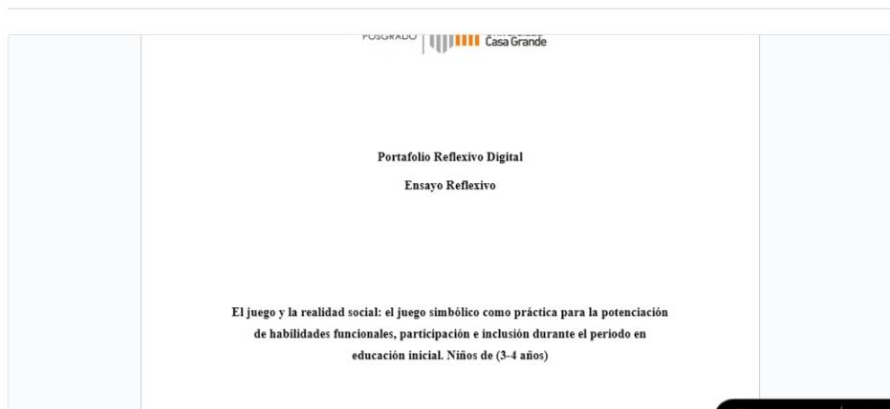 POSGRADO
Casa Grande
Portafolio Reflexivo Digital
Ensayo Reflexivo
El juego y la realidad social: el juego simbólico como práctica para la potenciación
de habilidades funcionales, participación e inclusión durante el periodo en
educación inicial. Niños de (3-4 años)